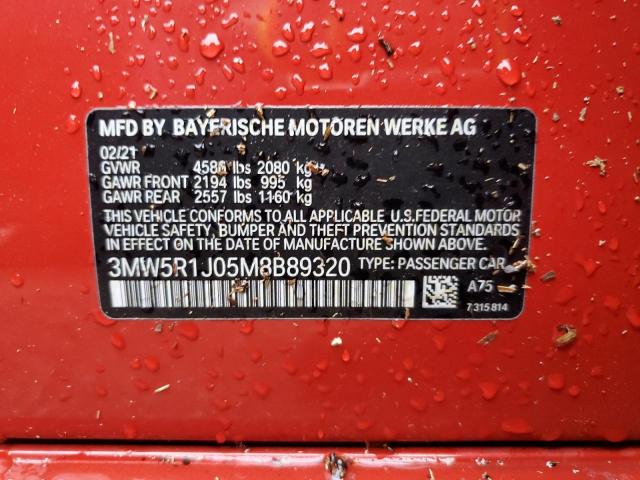 MFD BY BAYERISCHE MOTOREN WERKE AG
02/21
GVWR 4586 lbs 2080 kg
GAWR FRONT 2194 lbs 995 kg
GAWR REAR 2557 lbs 1160 kg
THIS VEHICLE CONFORMS TO ALL APPLICABLE U.S.FEDERAL MOTOR
VEHICLE SAFETY, BUMPER AND THEFT PREVENTION STANDARDS
IN EFFECT ON THE DATE OF MANUFACTURE SHOWN ABOVE.
3MW5R1J05M8B89320 TYPE: PASSENGER CAR
A75
7 315 814